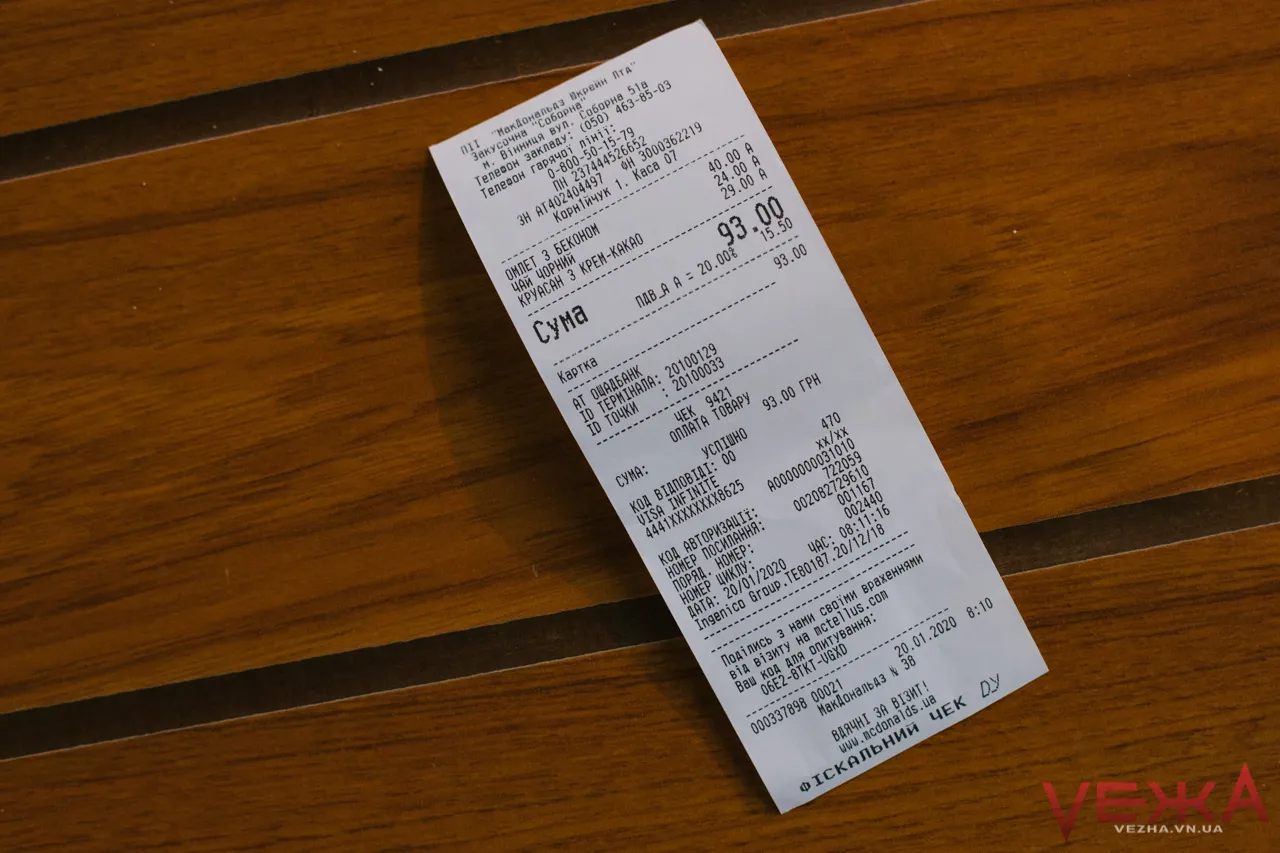 ПІІ "МакДональдз Юкрейн Лтд"
Закусочна "Соборна"
м. Вінниця вул. Соборна 51а
Телефон закладу: (050) 463-85-03
Телефон гарячої лінії:
0-800-50-15-79
ПН 237444526652
ЗН АТ402404497 ФН 3000362219
Корнійчук 1. Каса 07
ОМЛЕТ З БЕКОНОМ 40.00 А
ЧАЙ ЧОРНИЙ 24.00 А
КРУАСАН З КРЕМ-КАКАО 29.00 А
Сума 93.00
ПДВ_А А = 20.00% 15.50
Картка 93.00
АТ ОЩАДБАНК
ID ТЕРМІНАЛА: 20100129
ID ТОЧКИ : 20100033
ЧЕК 9421
ОПЛАТА ТОВАРУ
СУМА: 93.00 ГРН
УСПІШНО
КОД ВІДПОВІДІ: 00 470
VISA INFINITE xx/xx
4441XXXXXXXX8625 A0000000031010
КОД АВТОРИЗАЦІЇ: 722059
НОМЕР ПОСИЛАННЯ: 002082729610
ПОРЯД. НОМЕР: 001167
НОМЕР ЦИКЛУ: 002440
ДАТА: 20/01/2020 ЧАС: 08:11:16
Ingenico Group.TE80187.20/12/18
Поділись з нами своїми враженнями
від візиту на mctellus.com
Ваш код для опитування:
06E2-8TKT-VGXD
000337898 00021 20.01.2020 8:10
МакДональдз № 38
ВДЯЧНІ ЗА ВІЗИТ!
www.mcdonalds.ua
ФІСКАЛЬНИЙ ЧЕК DУ
VЕЖА
VEZHA.VN.UA